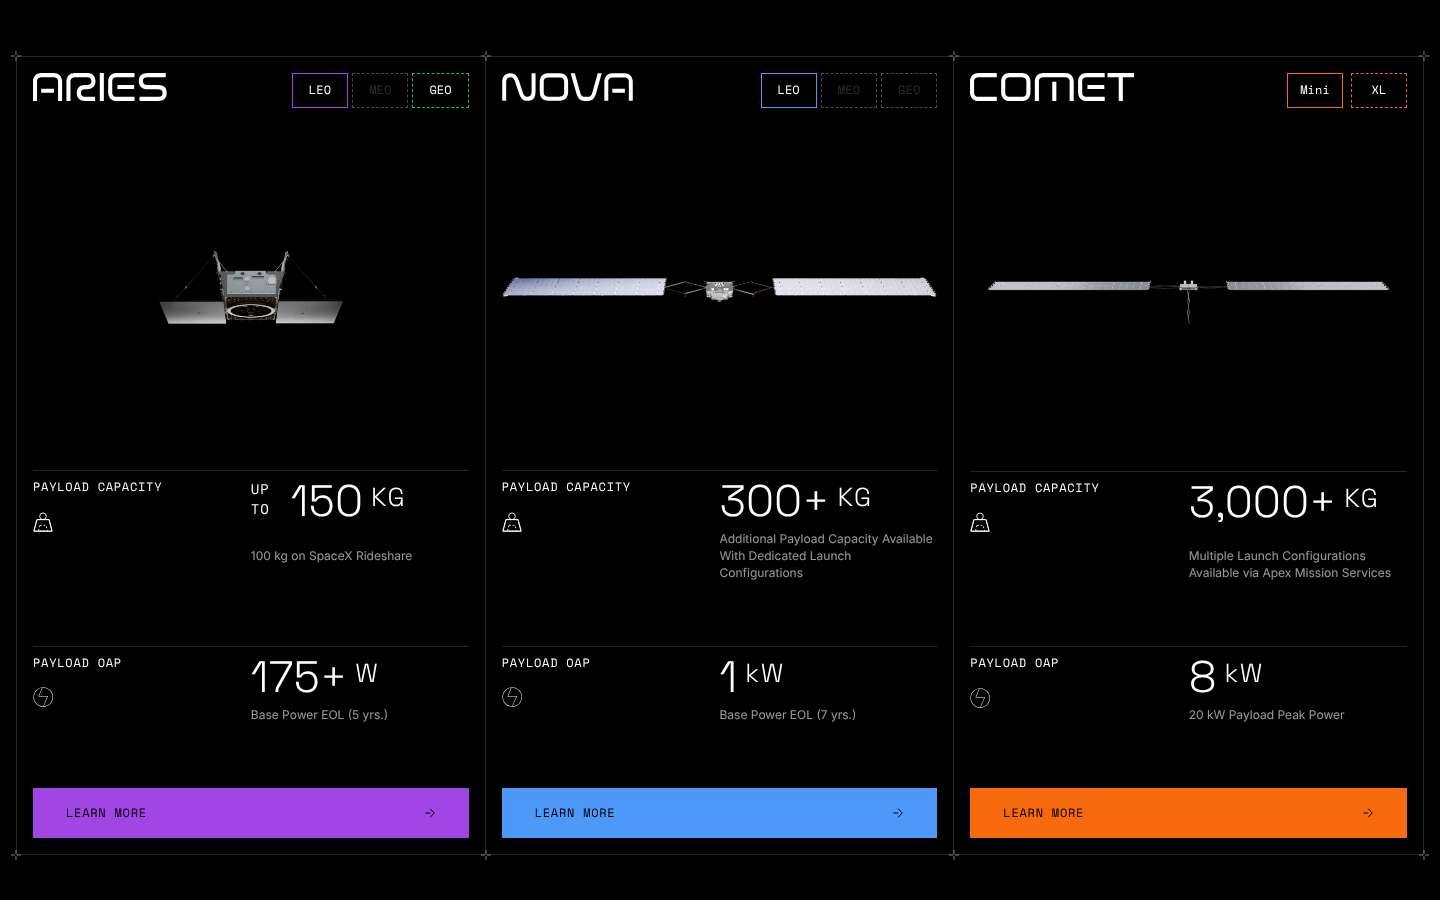 ARIES
LEO MEO GEO
PAYLOAD CAPACITY
UP TO 150 KG
100 kg on SpaceX Rideshare
PAYLOAD OAP
175+ W
Base Power EOL (5 yrs.)
LEARN MORE
NOVA
LEO MEO GEO
PAYLOAD CAPACITY
300+ KG
Additional Payload Capacity Available
With Dedicated Launch
Configurations
PAYLOAD OAP
1 kW
Base Power EOL (7 yrs.)
LEARN MORE
COMET
Mini XL
PAYLOAD CAPACITY
3,000+ KG
Multiple Launch Configurations
Available via Apex Mission Services
PAYLOAD OAP
8 kW
20 kW Payload Peak Power
LEARN MORE